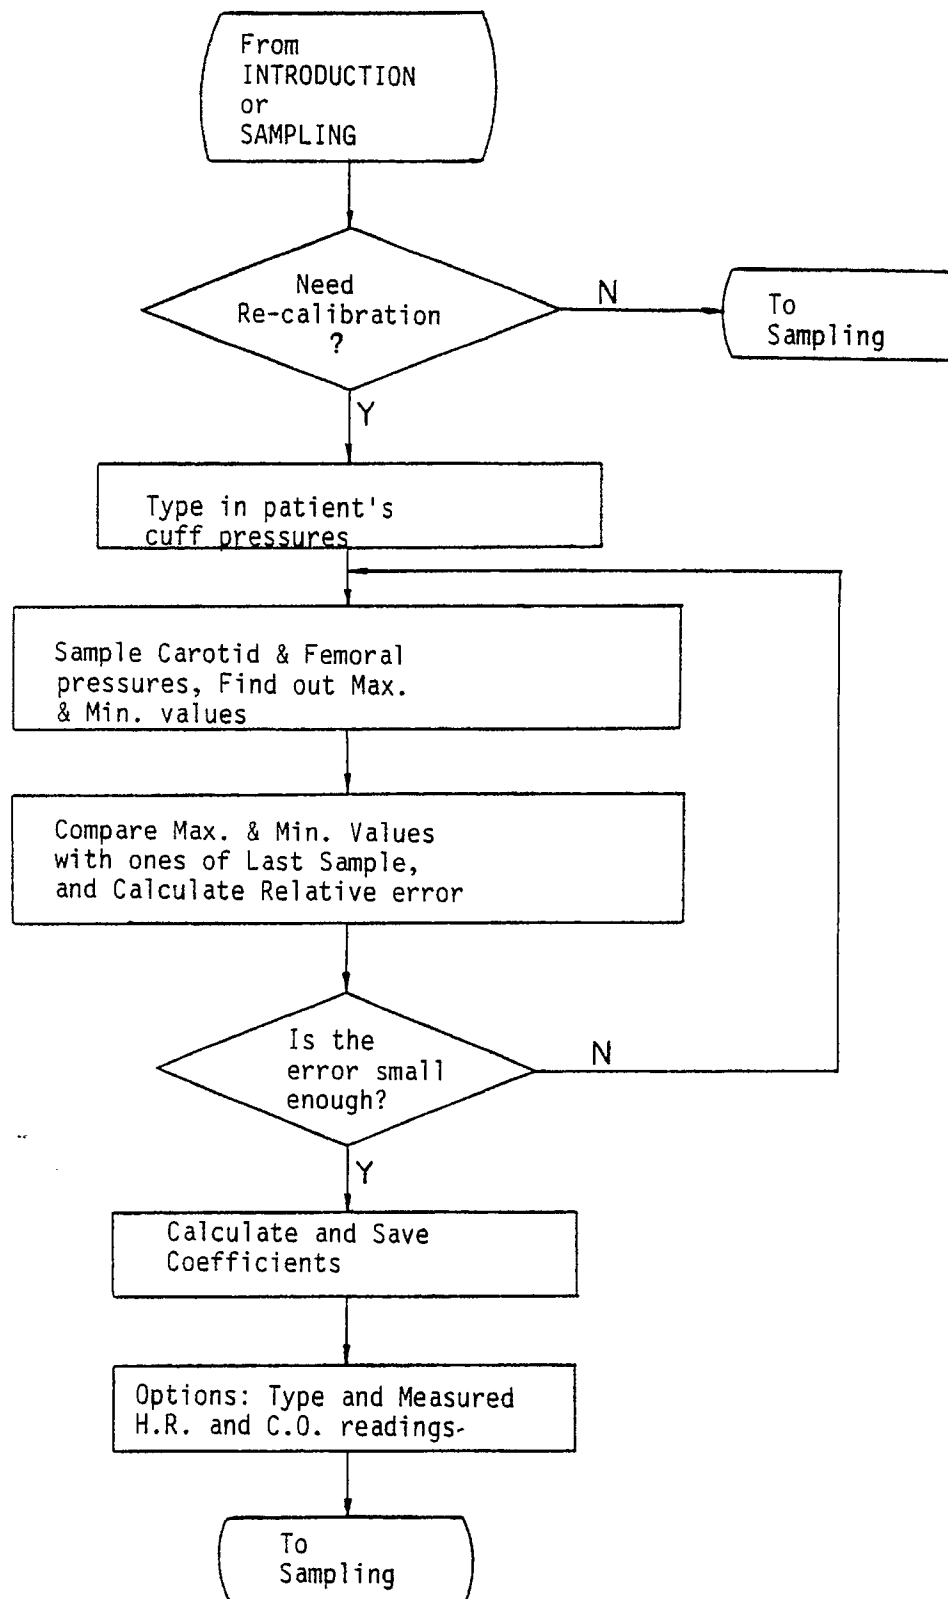 From
INTRODUCTION
or
SAMPLING
Need
Re-calibration
?
N
To
Sampling
Y
Type in patient's
cuff pressures
Sample Carotid & Femoral
pressures, Find out Max.
& Min. values
Compare Max. & Min. Values
with ones of Last Sample,
and Calculate Relative error
Is the
error small
enough?
N
Y
Calculate and Save
Coefficients
Options: Type and Measured
H.R. and C.O. readings-
To
Sampling